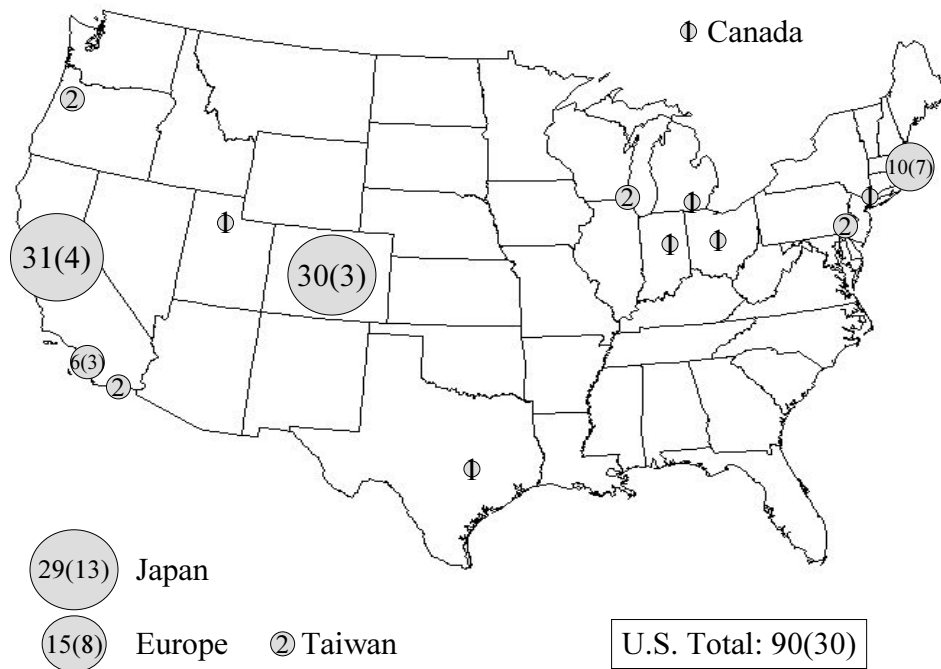 1 Canada
2
10(7)
1
2
1
2
1
1
1
31(4)
30(3)
6(3)
2
1
29(13) Japan
15(8) Europe
2 Taiwan
U.S. Total: 90(30)